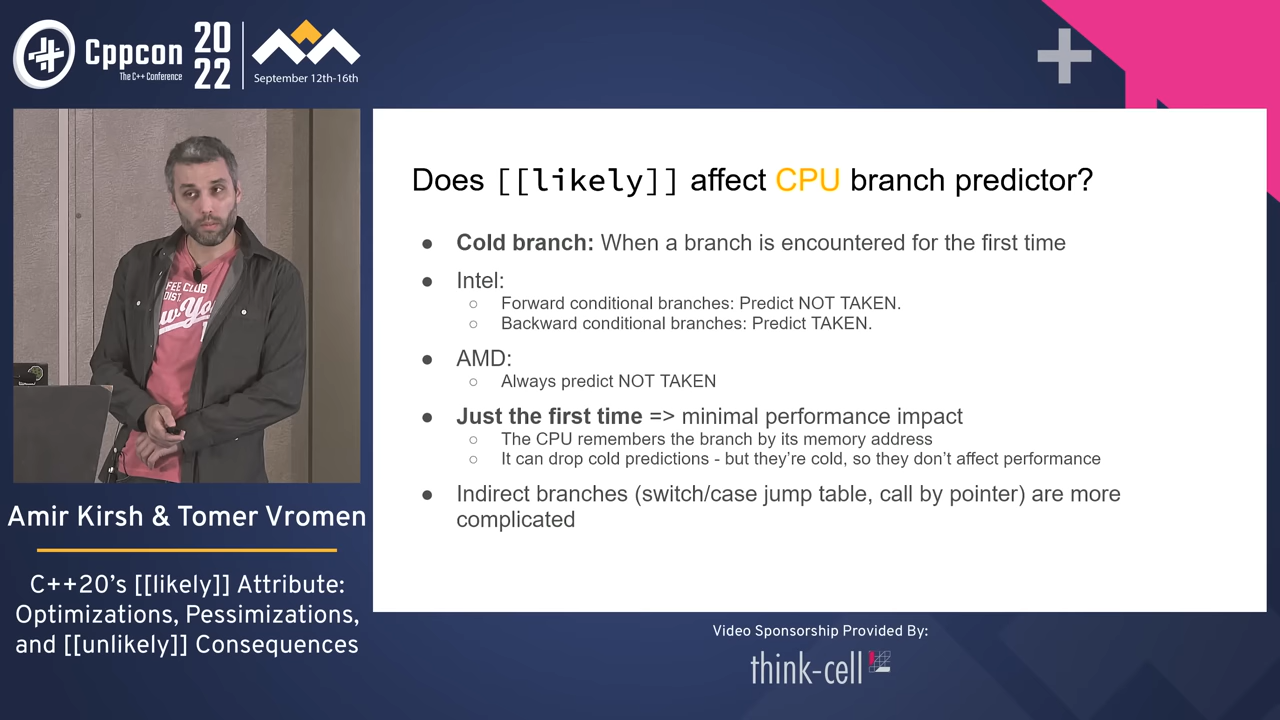 Cppcon
The C++ Conference
20
22
September 12th-16th
FEE CLUB
DIST.
Does [[likely]] affect CPU branch predictor?
● Cold branch: When a branch is encountered for the first time
● Intel:
○ Forward conditional branches: Predict NOT TAKEN.
○ Backward conditional branches: Predict TAKEN.
● AMD:
○ Always predict NOT TAKEN
● Just the first time => minimal performance impact
○ The CPU remembers the branch by its memory address
○ It can drop cold predictions - but they're cold, so they don't affect performance
● Indirect branches (switch/case jump table, call by pointer) are more
complicated
Amir Kirsh & Tomer Vromen
C++20's [[likely]] Attribute:
Optimizations, Pessimizations,
and [[unlikely]] Consequences
Video Sponsorship Provided By:
think-cell